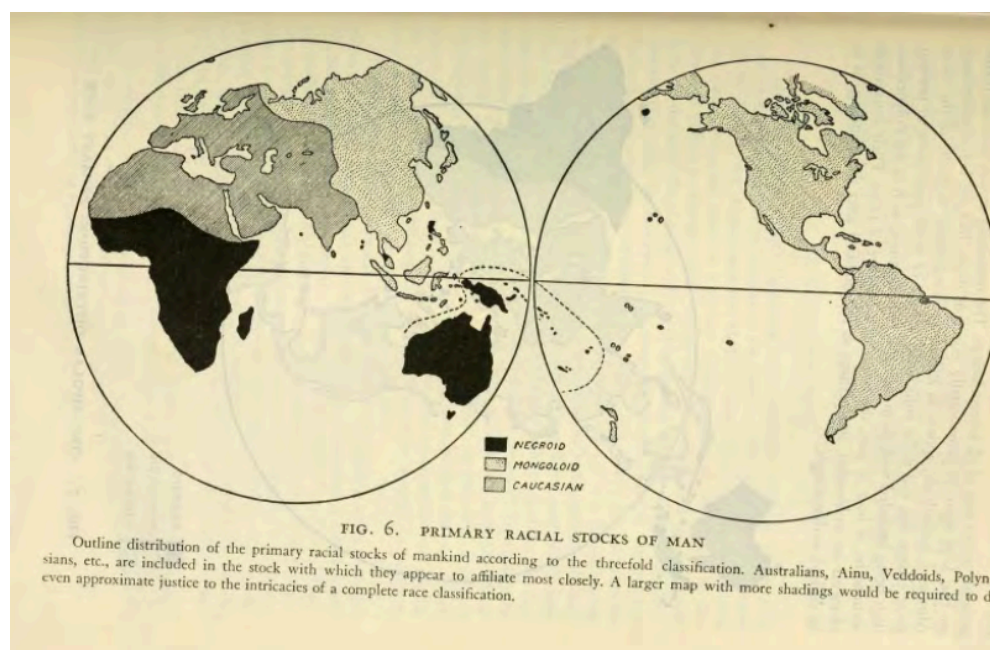 NEGROID
MONGOLOID
CAUCASIAN
FIG. 6. PRIMARY RACIAL STOCKS OF MAN
Outline distribution of the primary racial stocks of mankind according to the threefold classification. Australians, Ainu, Veddoids, Polyn
sians, etc., are included in the stock with which they appear to affiliate most closely. A larger map with more shadings would be required to d
even approximate justice to the intricacies of a complete race classification.